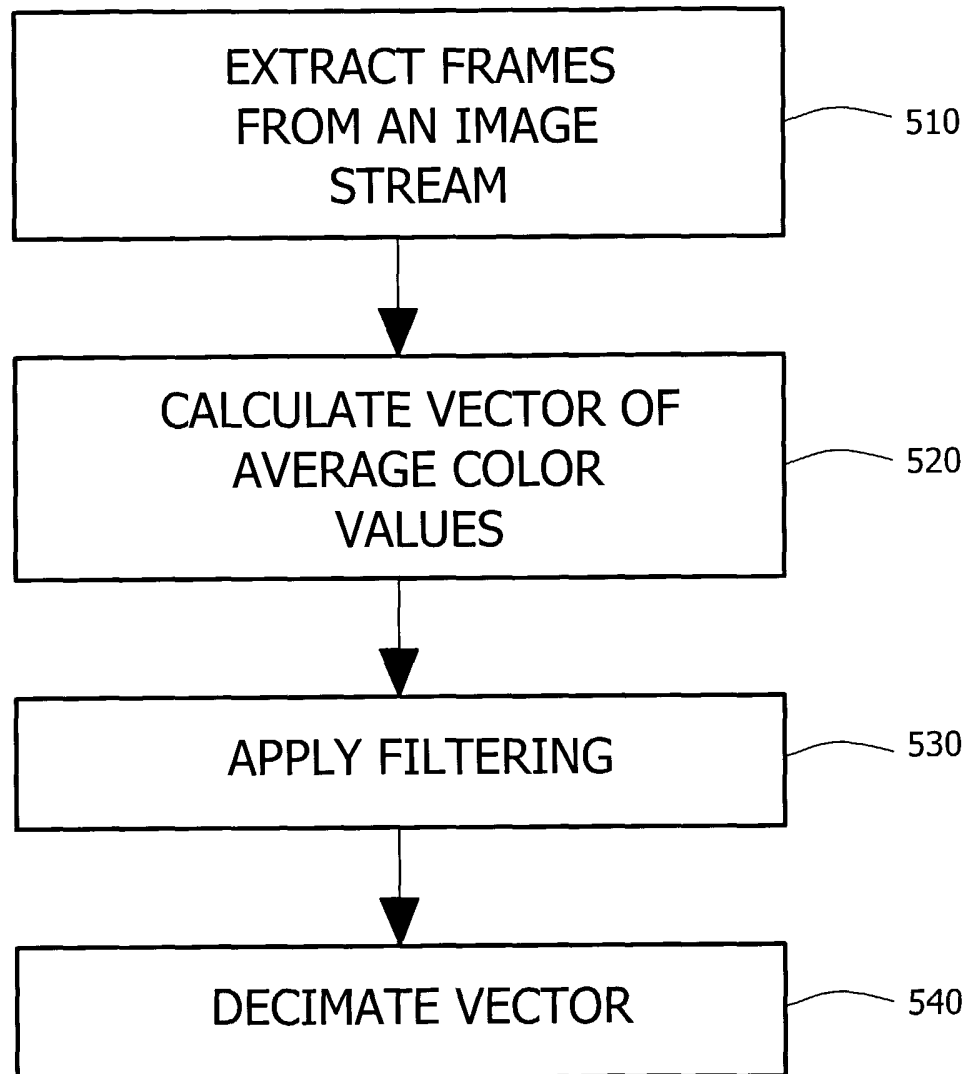 EXTRACT FRAMES
FROM AN IMAGE
STREAM
510
CALCULATE VECTOR OF
AVERAGE COLOR
VALUES
520
APPLY FILTERING
530
DECIMATE VECTOR
540